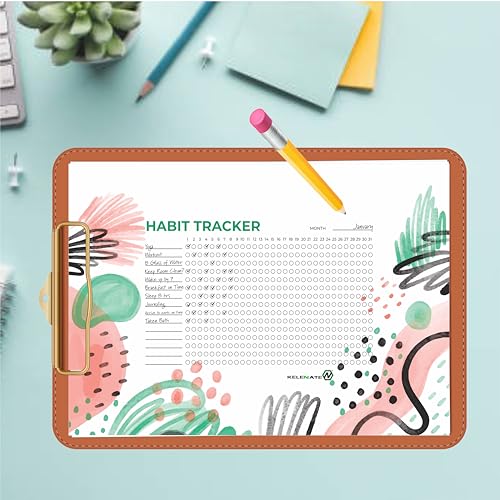 HABIT TRACKER
MONTH January
1 2 3 4 5 6 7 8 9 10 11 12 13 14 15 16 17 18 19 20 21 22 23 24 25 26 27 28 29 30 31
Yoga
Workout
8 Glass of Water
Keep Room Clean
Wake up by 7
Breakfast on Time
Sleep 8 hrs
Journaling
Taken Bath
KELENATE